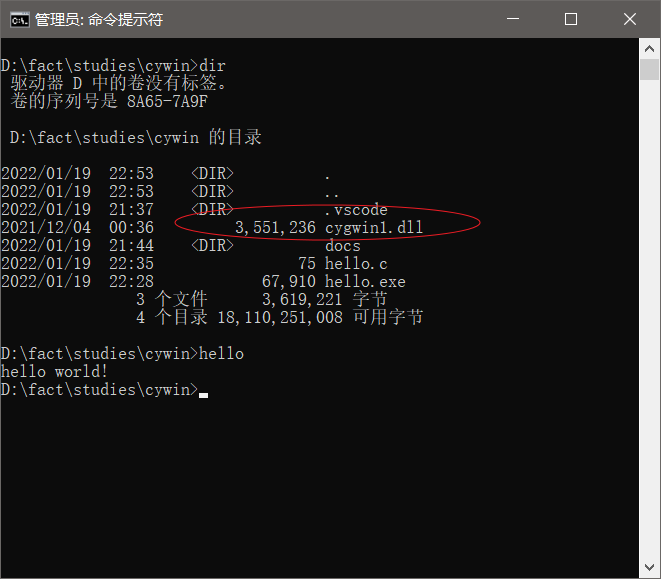 管理员: 命令提示符
D:\fact\studies\cywin>dir
驱动器 D 中的卷没有标签。
卷的序列号是 8A65-7A9F
D:\fact\studies\cywin 的目录
2022/01/19  22:53    <DIR>          .
2022/01/19  22:53    <DIR>          ..
2022/01/19  21:37    <DIR>          .vscode
2021/12/04  00:36         3,551,236 cygwin1.dll
2022/01/19  21:44    <DIR>          docs
2022/01/19  22:35                75 hello.c
2022/01/19  22:28            67,910 hello.exe
3 个文件      3,619,221 字节
4 个目录 18,110,251,008 可用字节
D:\fact\studies\cywin>hello
hello world!
D:\fact\studies\cywin>